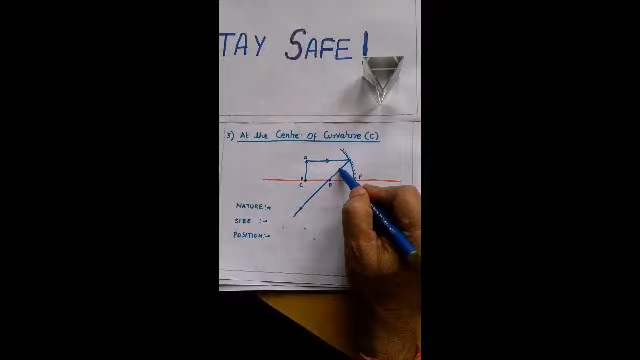 TAY SAFE!
3) At the Centre of Curvature (C)
C F P
NATURE:→
SIZE :→
POSITION:→